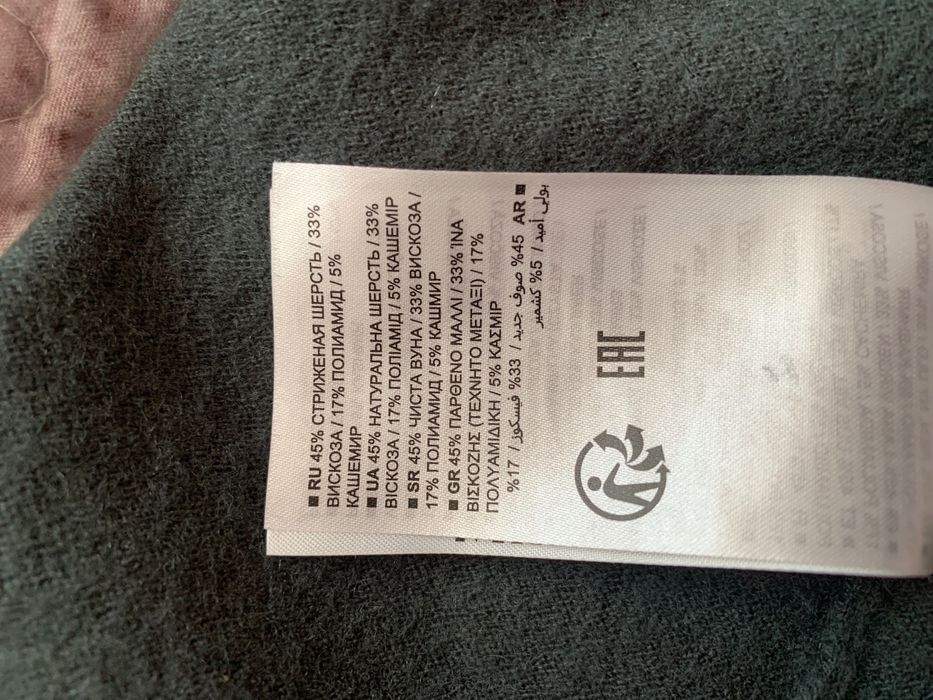 ■ RU 45% СТРИЖЕНАЯ ШЕРСТЬ / 33%
ВИСКОЗА / 17% ПОЛИАМИД / 5%
КАШЕМИР
■ UA 45% НАТУРАЛЬНА ШЕРСТЬ / 33%
ВІСКОЗА / 17% ПОЛІАМІД / 5% КАШЕМІР
■ SR 45% ЧИСТА ВУНА / 33% ВИСКОЗА /
17% ПОЛИАМИД / 5% КАШМИР
■ GR 45% ΠΑΡΘΕΝΟ ΜΑΛΛΙ / 33% ΊΝΑ
ΒΙΣΚΟΖΗΣ (ΤΕΧΝΗΤΟ ΜΕΤΑΞΙ) / 17%
ΠΟΛΥΑΜΙΔΙΚΗ / 5% ΚΑΣΜΙΡ
■ AR %45 صوف جديد / %33 فيسكوز / %17
بولي أميد / %5 كشمير
EAC